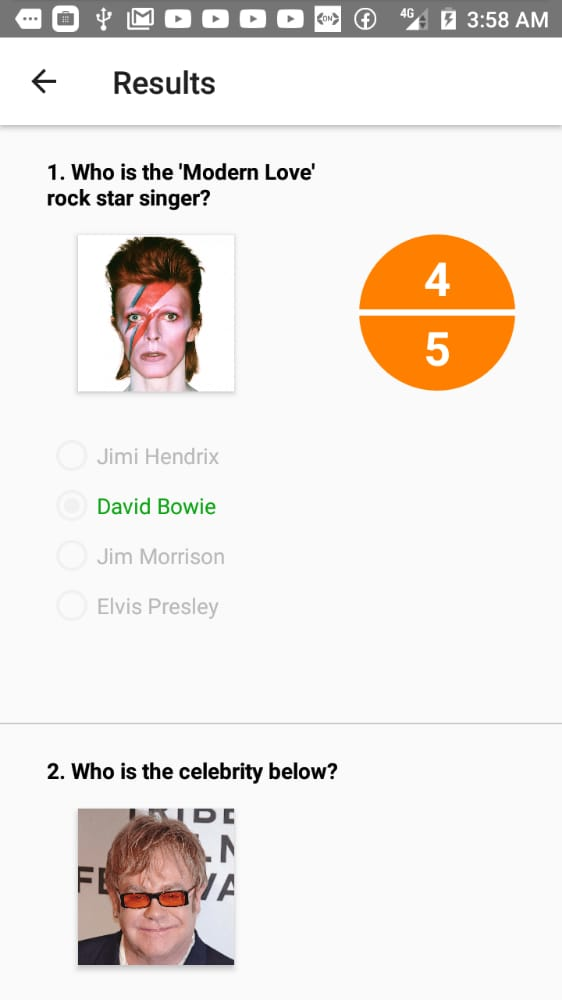 4G 3:58 AM
Results
1. Who is the 'Modern Love'
rock star singer?
4
5
Jimi Hendrix
David Bowie
Jim Morrison
Elvis Presley
2. Who is the celebrity below?